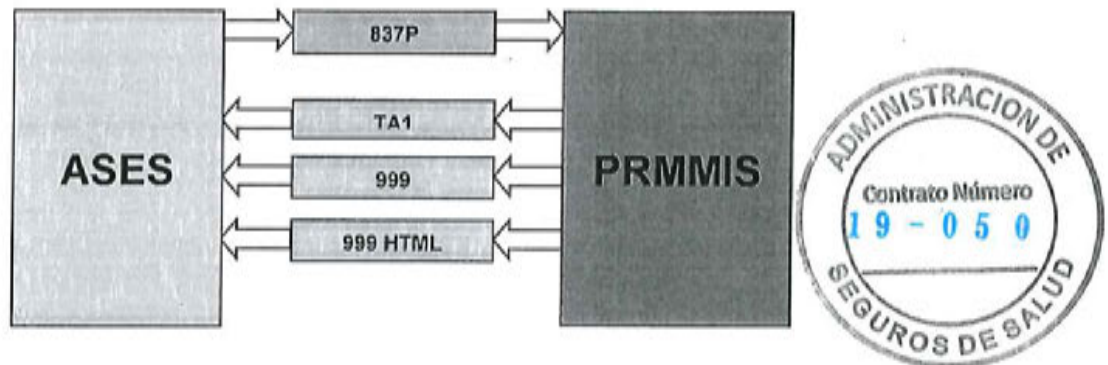 837P
TA1
ASES
999
PRMMIS
999 HTML
ADMINISTRACION DE
Contrato Número
19 - 050
SEGUROS DE SALUD